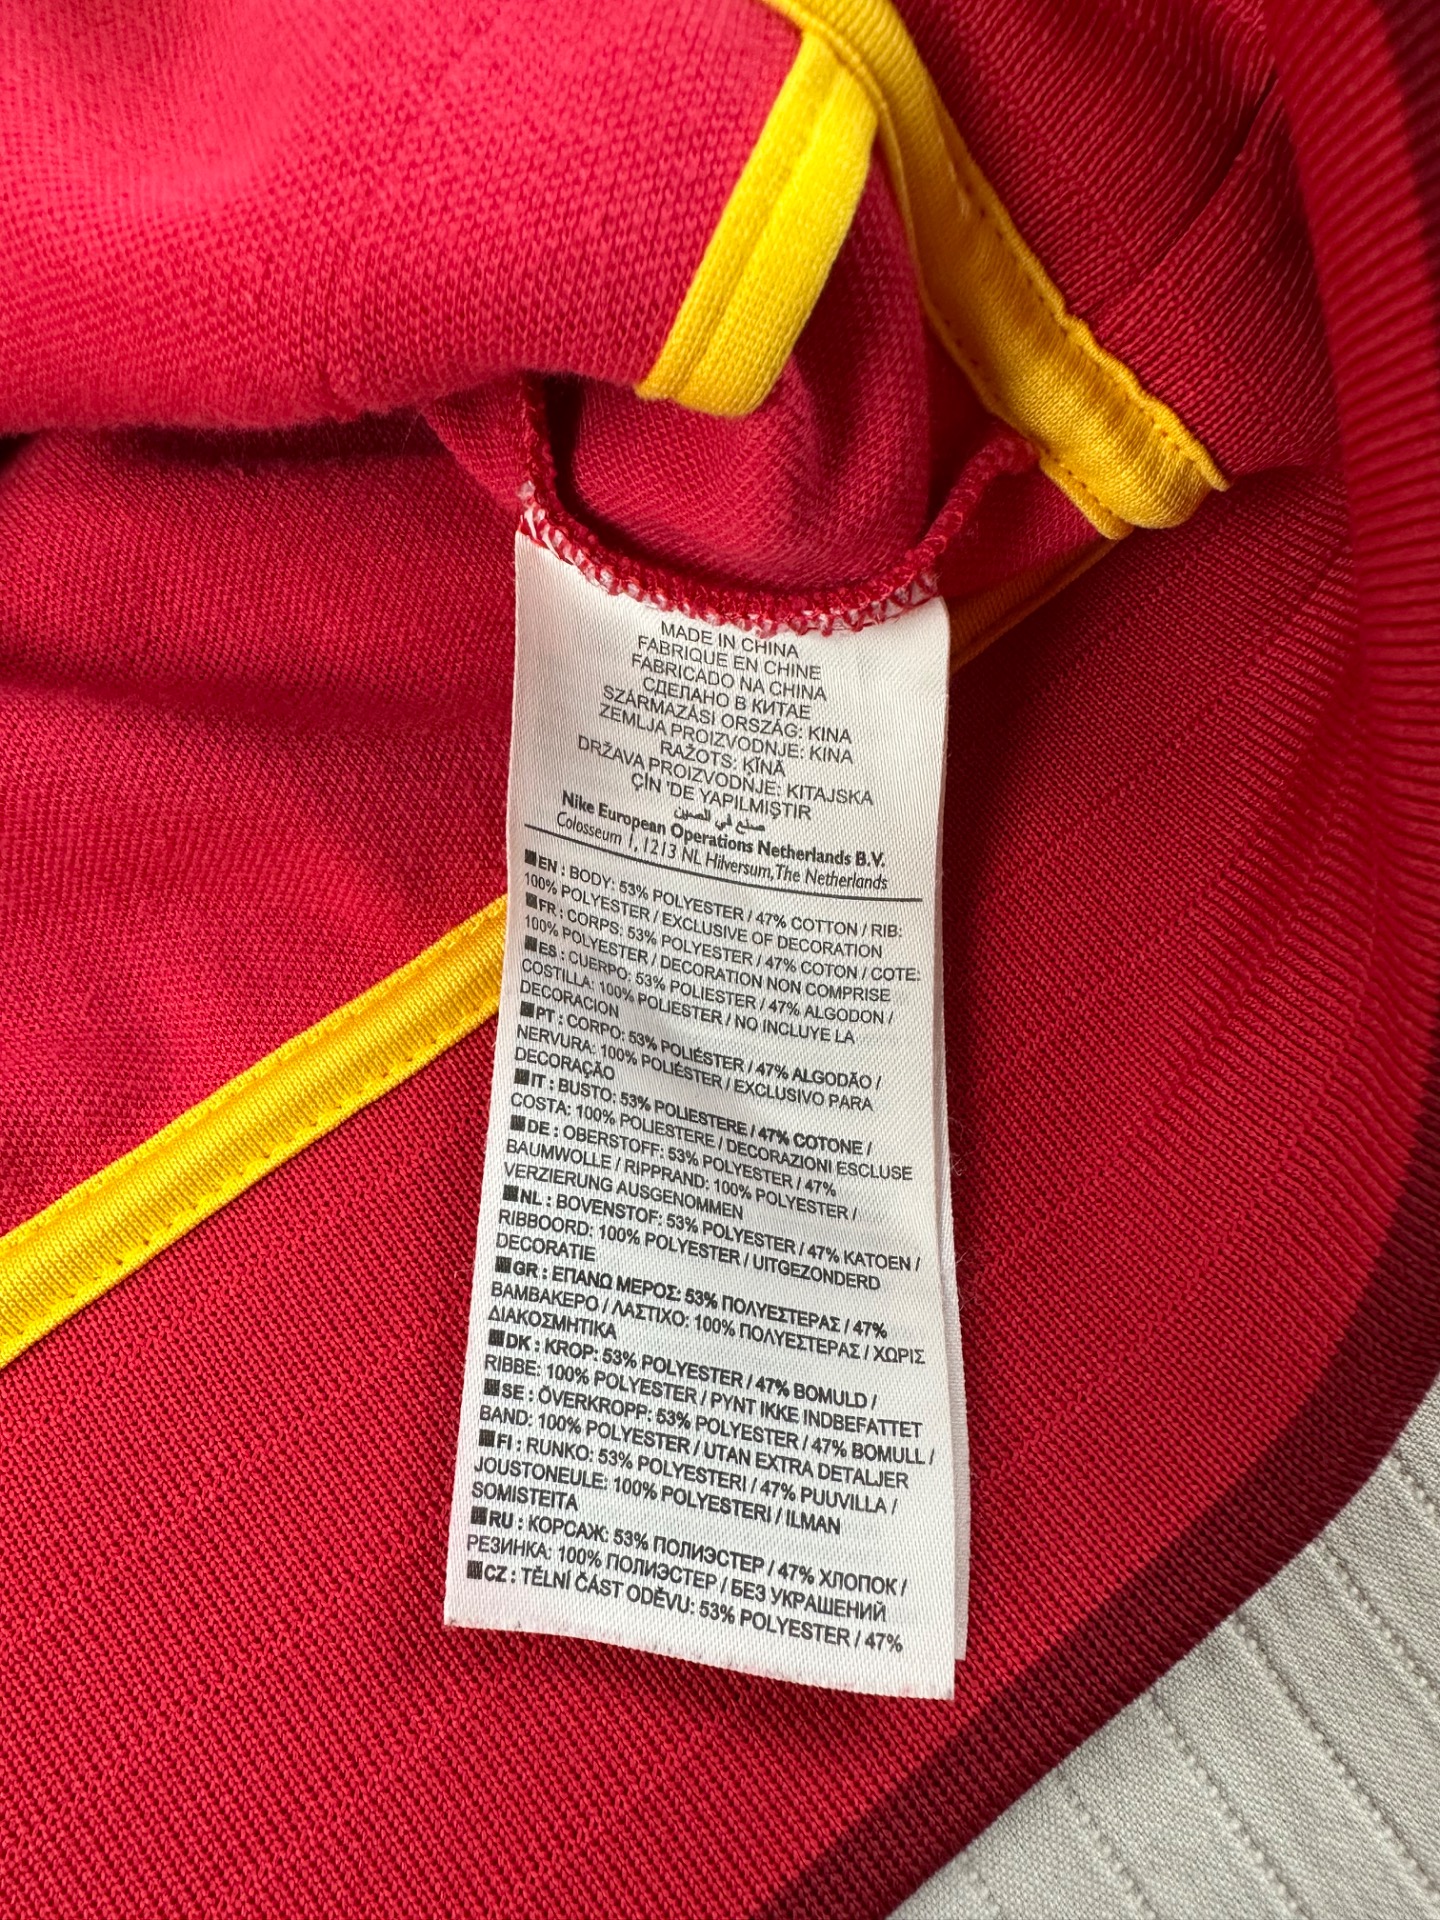 MADE IN CHINA
FABRIQUE EN CHINE
FABRICADO NA CHINA
СДЕЛАНО В КИТАЕ
SZÁRMAZÁSI ORSZÁG: KINA
ZEMLJA PROIZVODNJE: KINA
RAŽOTS: ĶĪNĀ
DRŽAVA PROIZVODNJE: KITAJSKA
ÇİN 'DE YAPILMIŞTIR
صنع في الصين
Nike European Operations Netherlands B.V.
Colosseum 1, 1213 NL Hilversum, The Netherlands
EN : BODY: 53% POLYESTER / 47% COTTON / RIB:
100% POLYESTER / EXCLUSIVE OF DECORATION
FR : CORPS: 53% POLYESTER / 47% COTON / COTE:
100% POLYESTER / DECORATION NON COMPRISE
ES : CUERPO: 53% POLIESTER / 47% ALGODON /
COSTILLA: 100% POLIESTER / NO INCLUYE LA
DECORACION
PT : CORPO: 53% POLIÉSTER / 47% ALGODÃO /
NERVURA: 100% POLIÉSTER / EXCLUSIVO PARA
DECORAÇÃO
IT : BUSTO: 53% POLIESTERE / 47% COTONE /
COSTA: 100% POLIESTERE / DECORAZIONI ESCLUSE
DE : OBERSTOFF: 53% POLYESTER / 47%
BAUMWOLLE / RIPPRAND: 100% POLYESTER /
VERZIERUNG AUSGENOMMEN
NL : BOVENSTOF: 53% POLYESTER / 47% KATOEN /
RIBBOORD: 100% POLYESTER / UITGEZONDERD
DECORATIE
GR : ΕΠΑΝΩ ΜΕΡΟΣ: 53% ΠΟΛΥΕΣΤΕΡΑΣ / 47%
ΒΑΜΒΑΚΕΡΟ / ΛΑΣΤΙΧΟ: 100% ΠΟΛΥΕΣΤΕΡΑΣ / ΧΩΡΙΣ
ΔΙΑΚΟΣΜΗΤΙΚΑ
DK : KROP: 53% POLYESTER / 47% BOMULD /
RIBBE: 100% POLYESTER / PYNT IKKE INDBEFATTET
SE : ÖVERKROPP: 53% POLYESTER / 47% BOMULL /
BAND: 100% POLYESTER / UTAN EXTRA DETALJER
FI : RUNKO: 53% POLYESTERI / 47% PUUVILLA /
JOUSTONEULE: 100% POLYESTERI / ILMAN
SOMISTEITA
RU : КОРСАЖ: 53% ПОЛИЭСТЕР / 47% ХЛОПОК /
РЕЗИНКА: 100% ПОЛИЭСТЕР / БЕЗ УКРАШЕНИЙ
CZ : TĚLNÍ ČÁST ODĚVU: 53% POLYESTER / 47%